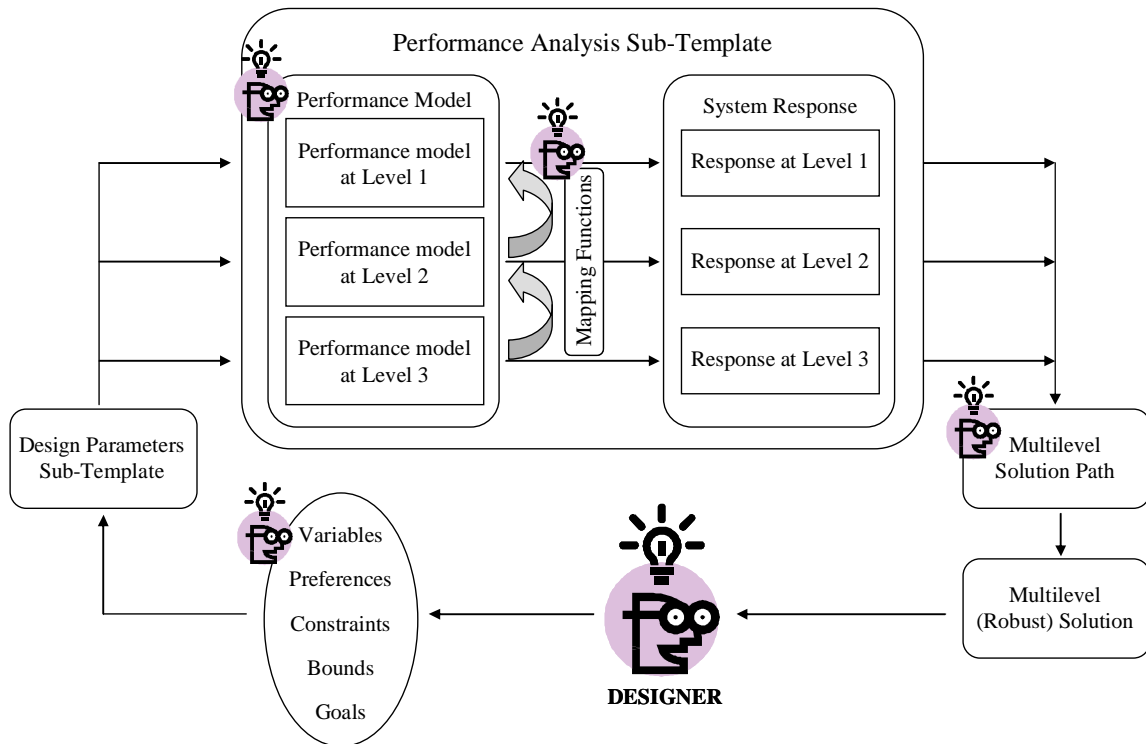 Performance Analysis Sub-Template
Performance Model
Performance model
at Level 1
Performance model
at Level 2
Performance model
at Level 3
Mapping Functions
System Response
Response at Level 1
Response at Level 2
Response at Level 3
Design Parameters
Sub-Template
Multilevel
Solution Path
Variables
Preferences
Constraints
Bounds
Goals
DESIGNER
Multilevel
(Robust) Solution